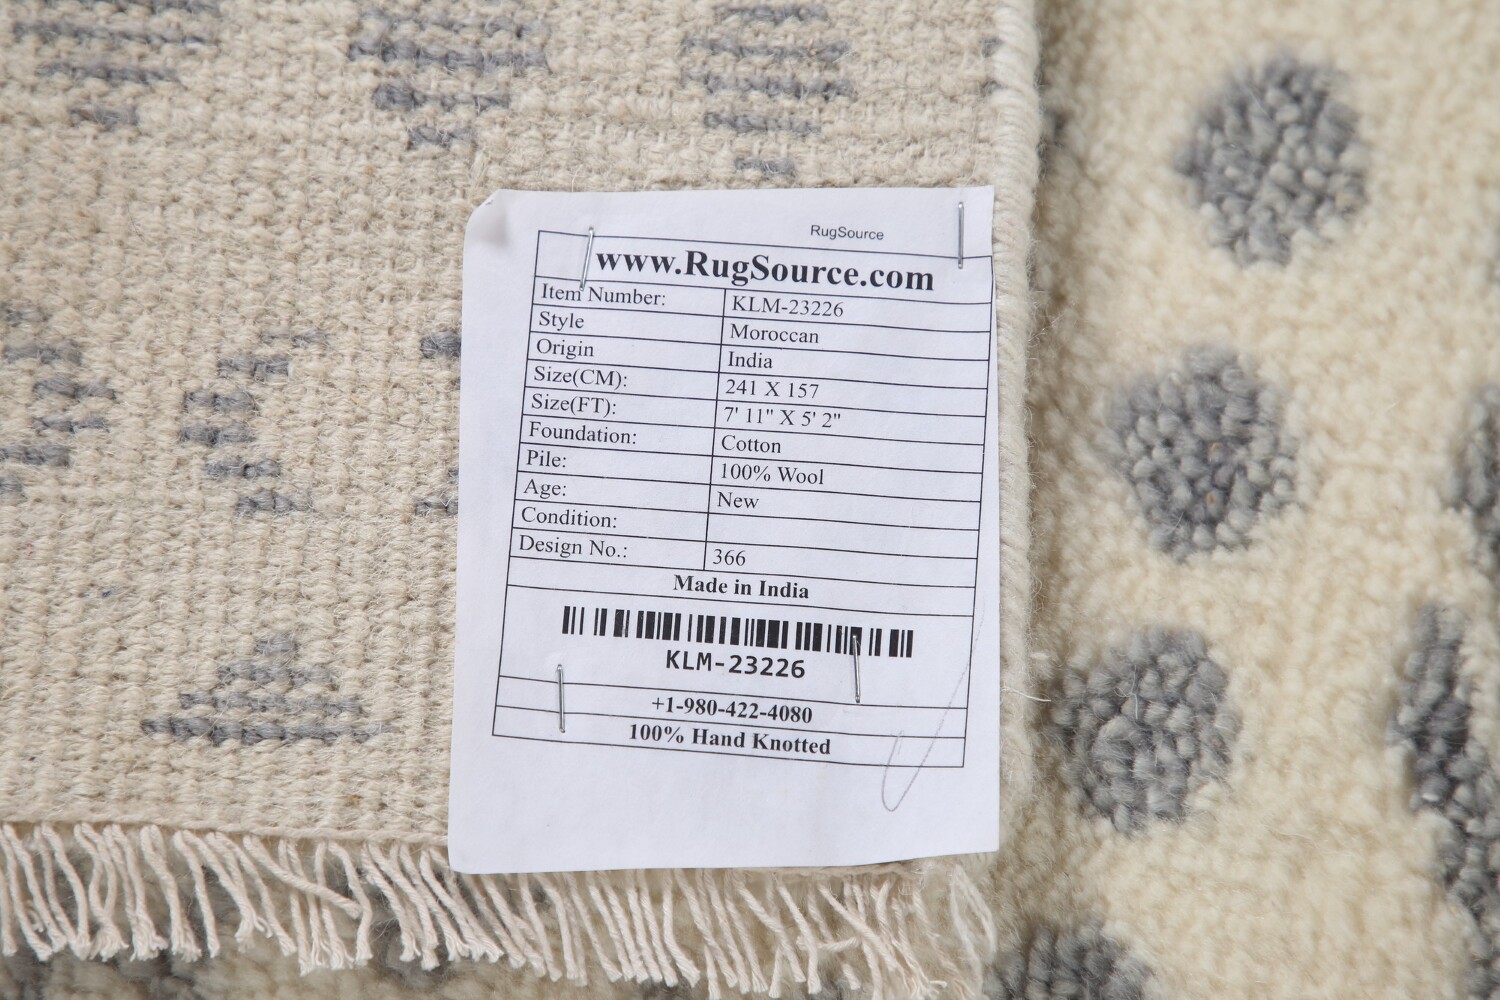 RugSource
www.RugSource.com
Item Number: KLM-23226
Style Moroccan
Origin India
Size(CM): 241 X 157
Size(FT): 7' 11" X 5' 2"
Foundation: Cotton
Pile: 100% Wool
Age: New
Condition:
Design No.: 366
Made in India
KLM-23226
+1-980-422-4080
100% Hand Knotted